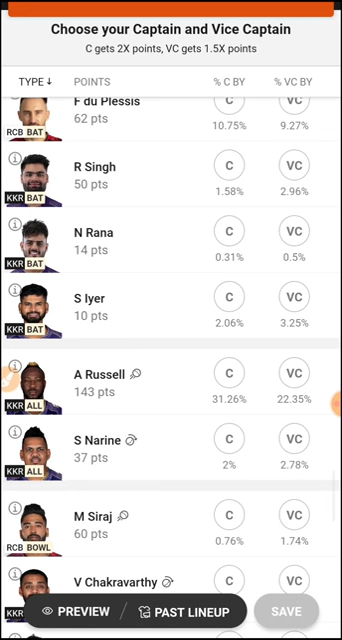 Choose your Captain and Vice Captain
C gets 2X points, VC gets 1.5X points
TYPE ↓ POINTS % C BY % VC BY
F du Plessis C VC
62 pts
RCB BAT 10.75% 9.27%
R Singh C VC
50 pts
KKR BAT 1.58% 2.96%
N Rana C VC
14 pts
KKR BAT 0.31% 0.5%
S Iyer C VC
10 pts
KKR BAT 2.06% 3.25%
A Russell C VC
143 pts
KKR ALL 31.26% 22.35%
S Narine C VC
37 pts
KKR ALL 2% 2.78%
M Siraj C VC
60 pts
RCB BOWL 0.76% 1.74%
V Chakravarthy C VC
KKR
PREVIEW / PAST LINEUP SAVE